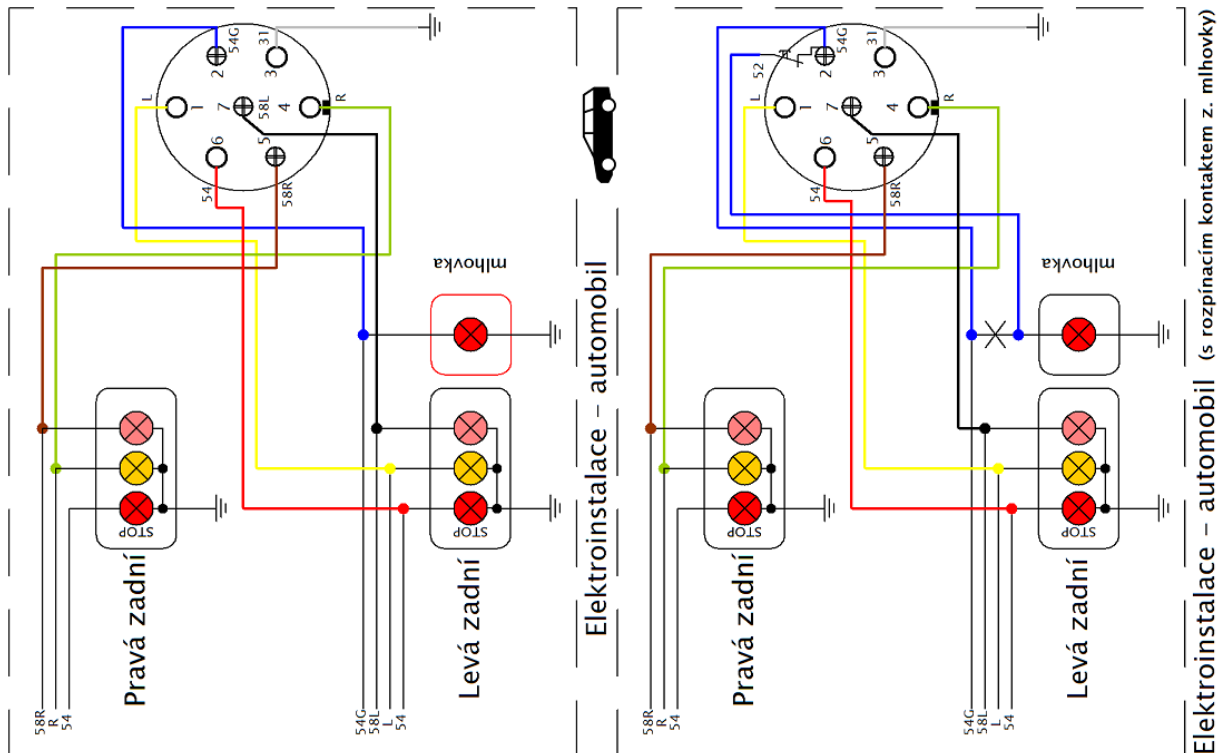 54G
31
2
3
L
1
7
58L
4
R
6
5
54
58R
mlhovka
STOP
Pravá zadní
STOP
Levá zadní
58R
R
54
54G
58L
L
54
Elektroinstalace – automobil
52
54G
31
2
3
L
1
7
4
R
6
5
54
58R
mlhovka
STOP
Pravá zadní
STOP
Levá zadní
58R
R
54
54G
58L
L
54
Elektroinstalace – automobil (s rozpínacím kontaktem z. mlhovky)